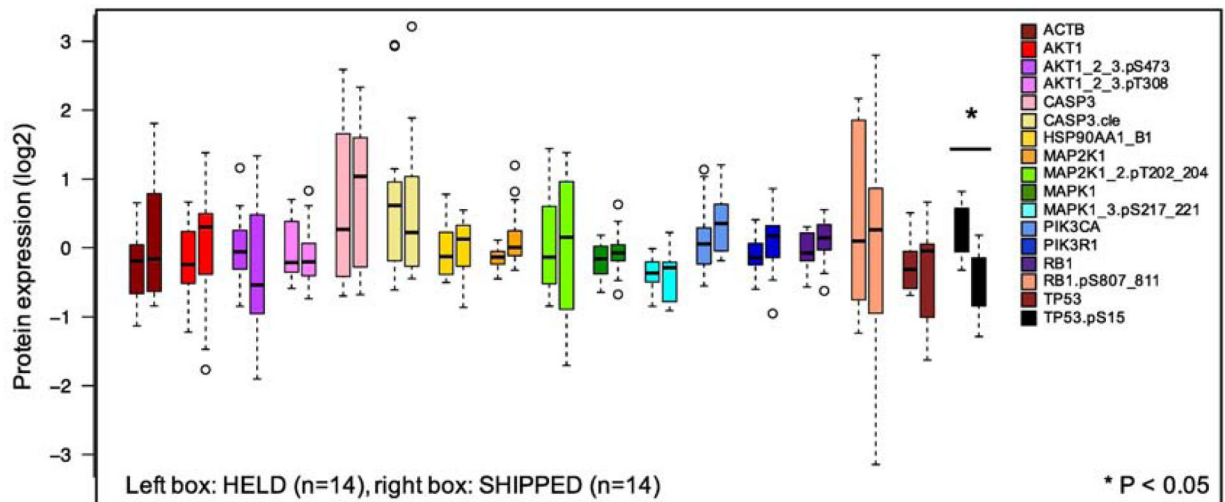 Protein expression (log2)
3
2
1
0
−1
−2
−3
*
ACTB
AKT1
AKT1_2_3.pS473
AKT1_2_3.pT308
CASP3
CASP3.cle
HSP90AA1_B1
MAP2K1
MAP2K1_2.pT202_204
MAPK1
MAPK1_3.pS217_221
PIK3CA
PIK3R1
RB1
RB1.pS807_811
TP53
TP53.pS15
Left box: HELD (n=14), right box: SHIPPED (n=14)
* P < 0.05